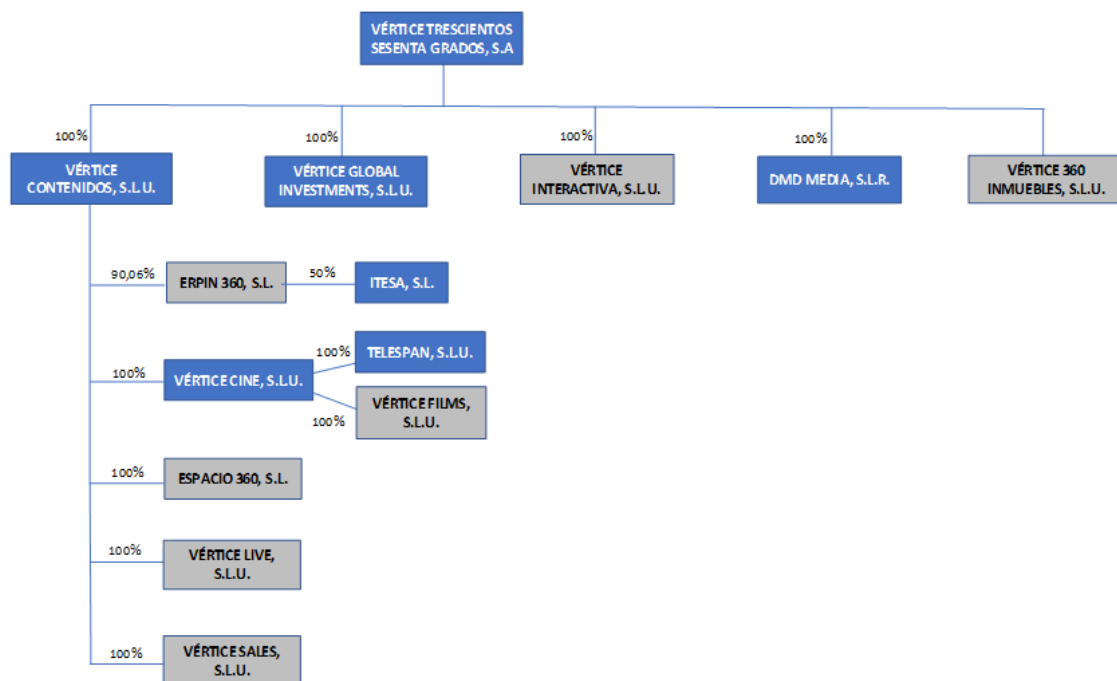 VÉRTICE TRESCIENTOS
SESENTA GRADOS, S.A
100%
100%
100%
100%
100%
VÉRTICE
CONTENIDOS, S.L.U.
VÉRTICE GLOBAL
INVESTMENTS, S.L.U.
VÉRTICE
INTERACTIVA, S.L.U.
DMD MEDIA, S.L.R.
VÉRTICE 360
INMUEBLES, S.L.U.
90,06%
ERPIN 360, S.L.
50%
ITESA, S.L.
100%
VÉRTICE CINE, S.L.U.
100%
TELESPAN, S.L.U.
100%
VÉRTICE FILMS,
S.L.U.
100%
ESPACIO 360, S.L.
100%
VÉRTICE LIVE,
S.L.U.
100%
VÉRTICE SALES,
S.L.U.